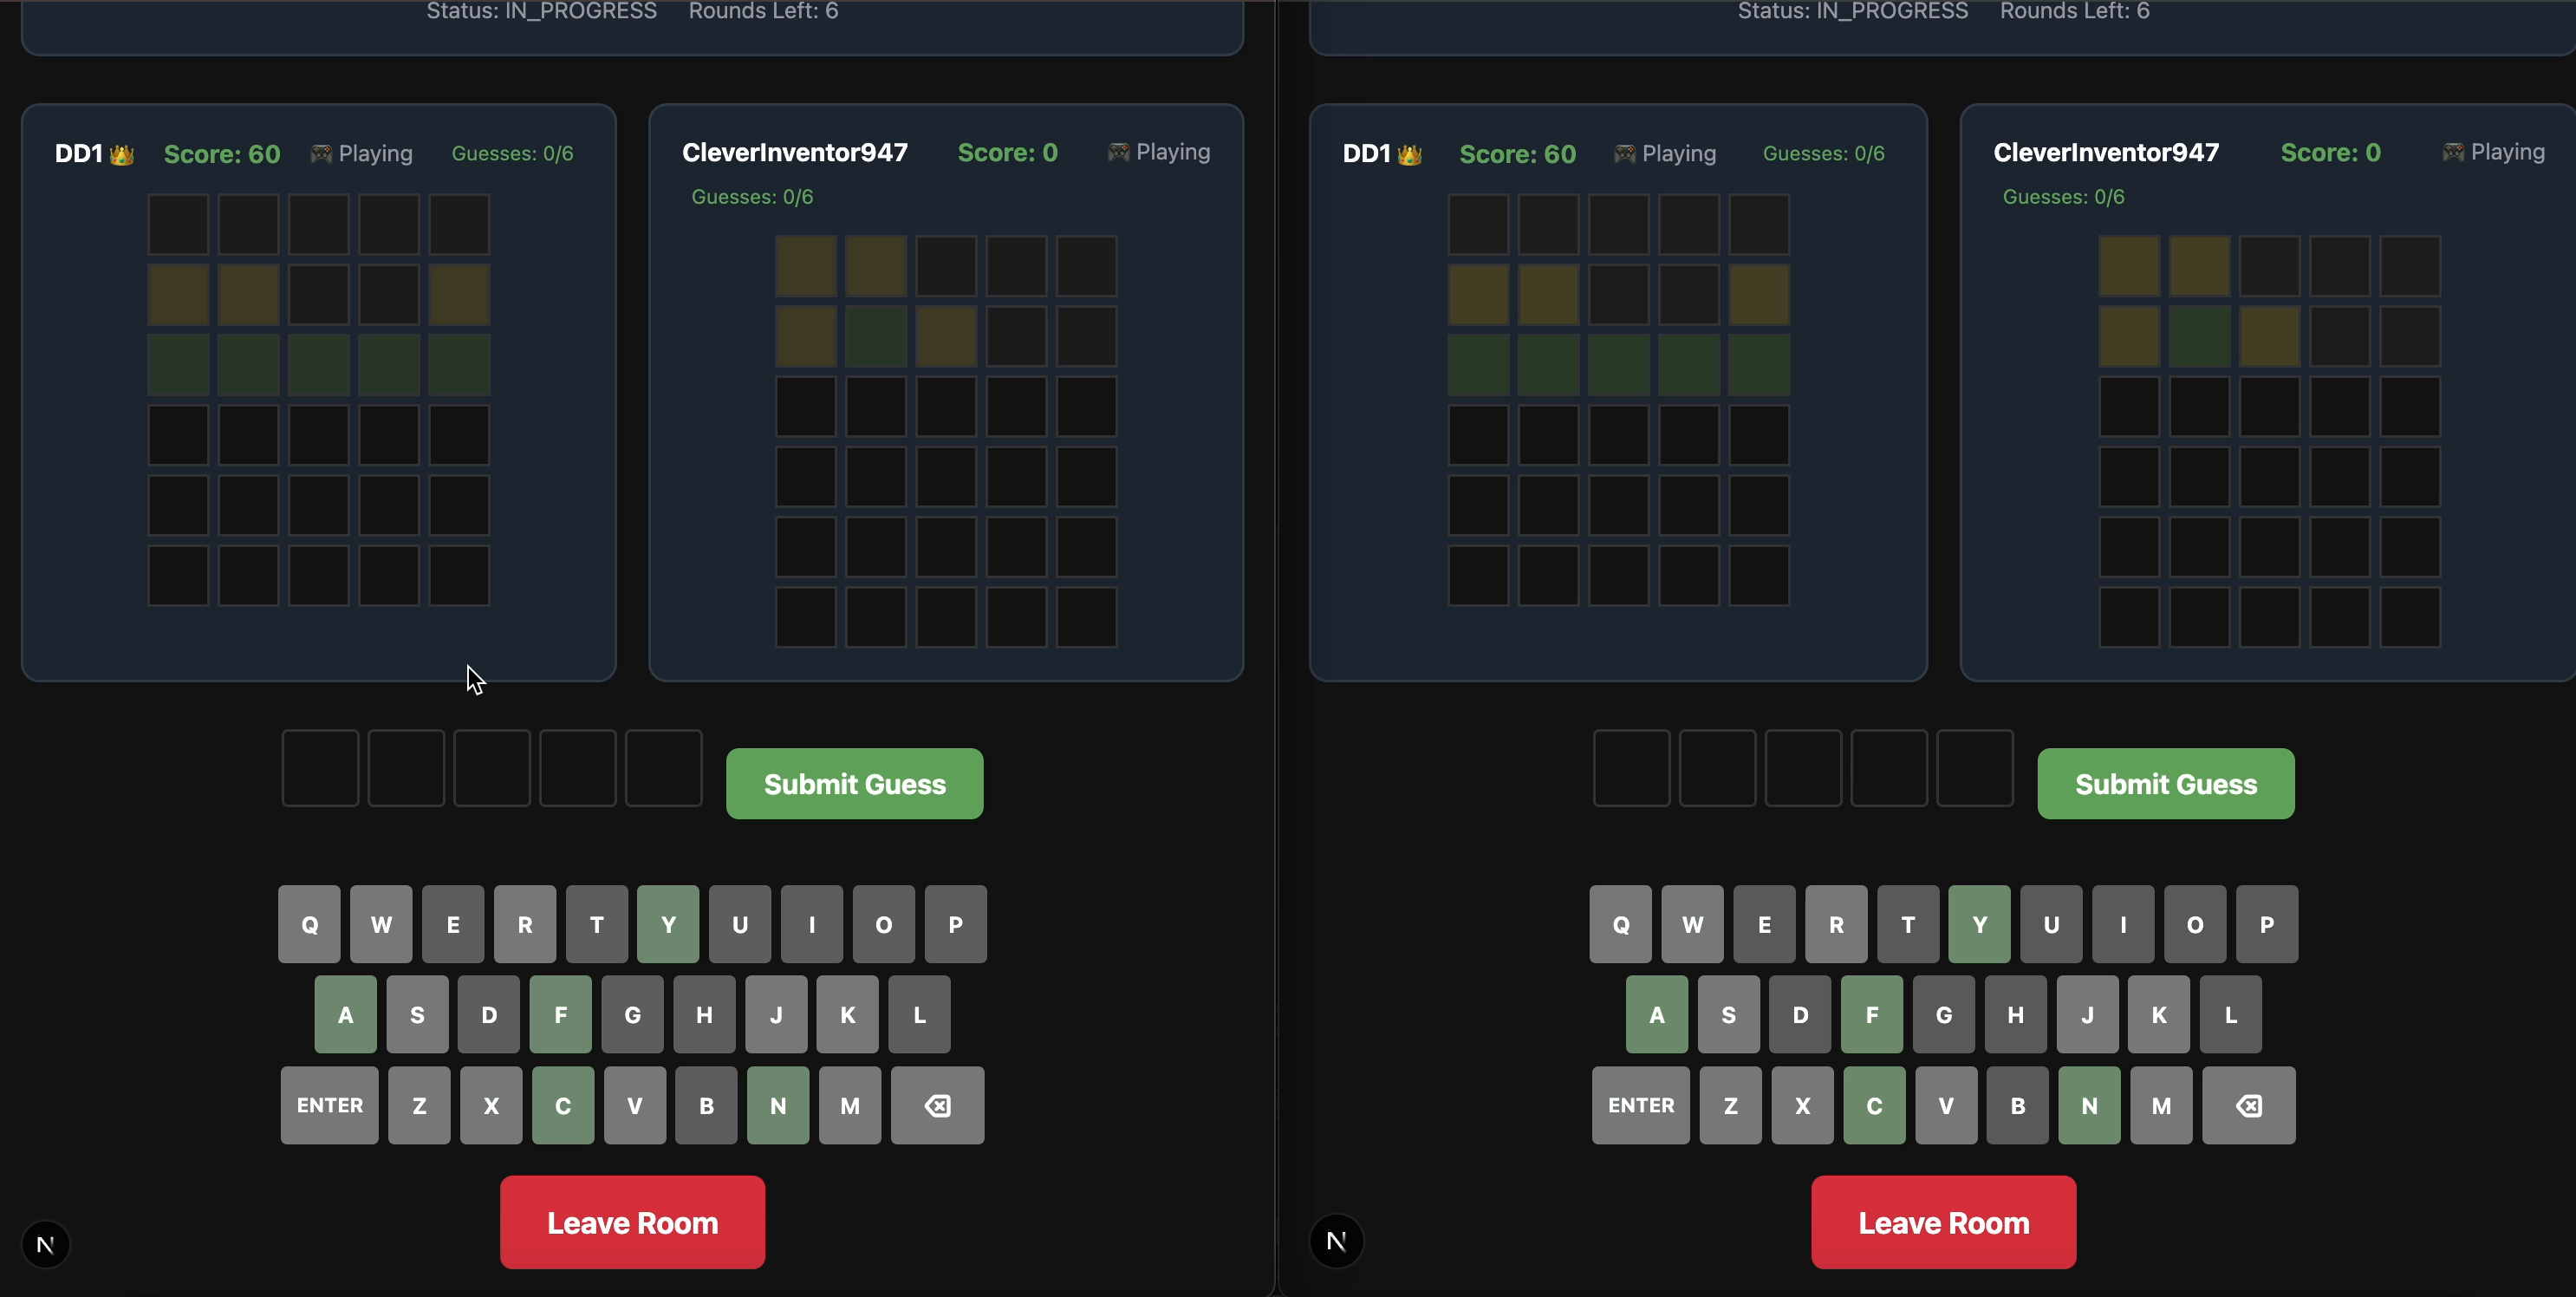 Status: IN_PROGRESS Rounds Left: 6
DD1 👑 Score: 60 🎮 Playing Guesses: 0/6
CleverInventor947 Score: 0 🎮 Playing
Guesses: 0/6
Submit Guess
Q W E R T Y U I O P
A S D F G H J K L
ENTER Z X C V B N M
Leave Room
N
Status: IN_PROGRESS Rounds Left: 6
DD1 👑 Score: 60 🎮 Playing Guesses: 0/6
CleverInventor947 Score: 0 🎮 Playing
Guesses: 0/6
Submit Guess
Q W E R T Y U I O P
A S D F G H J K L
ENTER Z X C V B N M
Leave Room
N